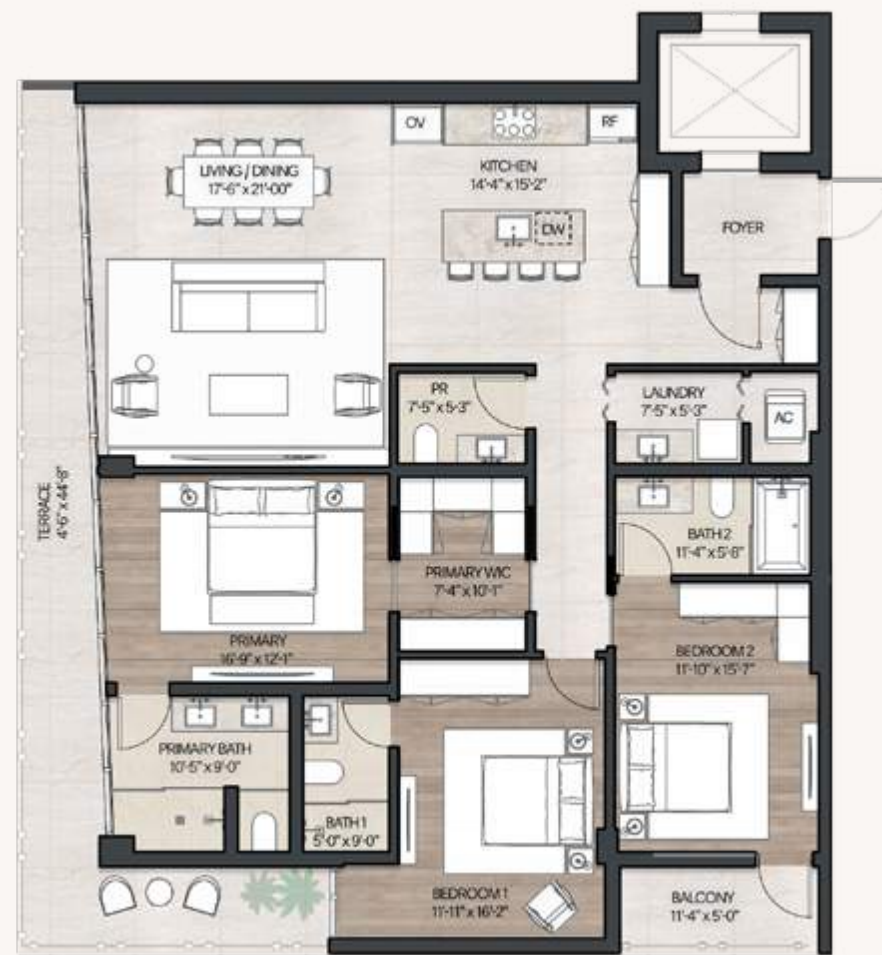 OV
RF
LIVING / DINING
17'-6" x 21'-00"
KITCHEN
14'-4" x 15'-2"
DW
FOYER
PR
7'-5" x 5'-3"
LAUNDRY
7'-5" x 5'-3"
AC
TERRACE
4'-6" x 44'-8"
BATH 2
11'-4" x 5'-8"
PRIMARY WIC
7'-4" x 10'-1"
PRIMARY
16'-9" x 12'-1"
BEDROOM 2
11'-10" x 15'-7"
PRIMARY BATH
10'-5" x 9'-0"
BATH 1
5'-0" x 9'-0"
BEDROOM 1
11'-11" x 16'-2"
BALCONY
11'-4" x 5'-0"